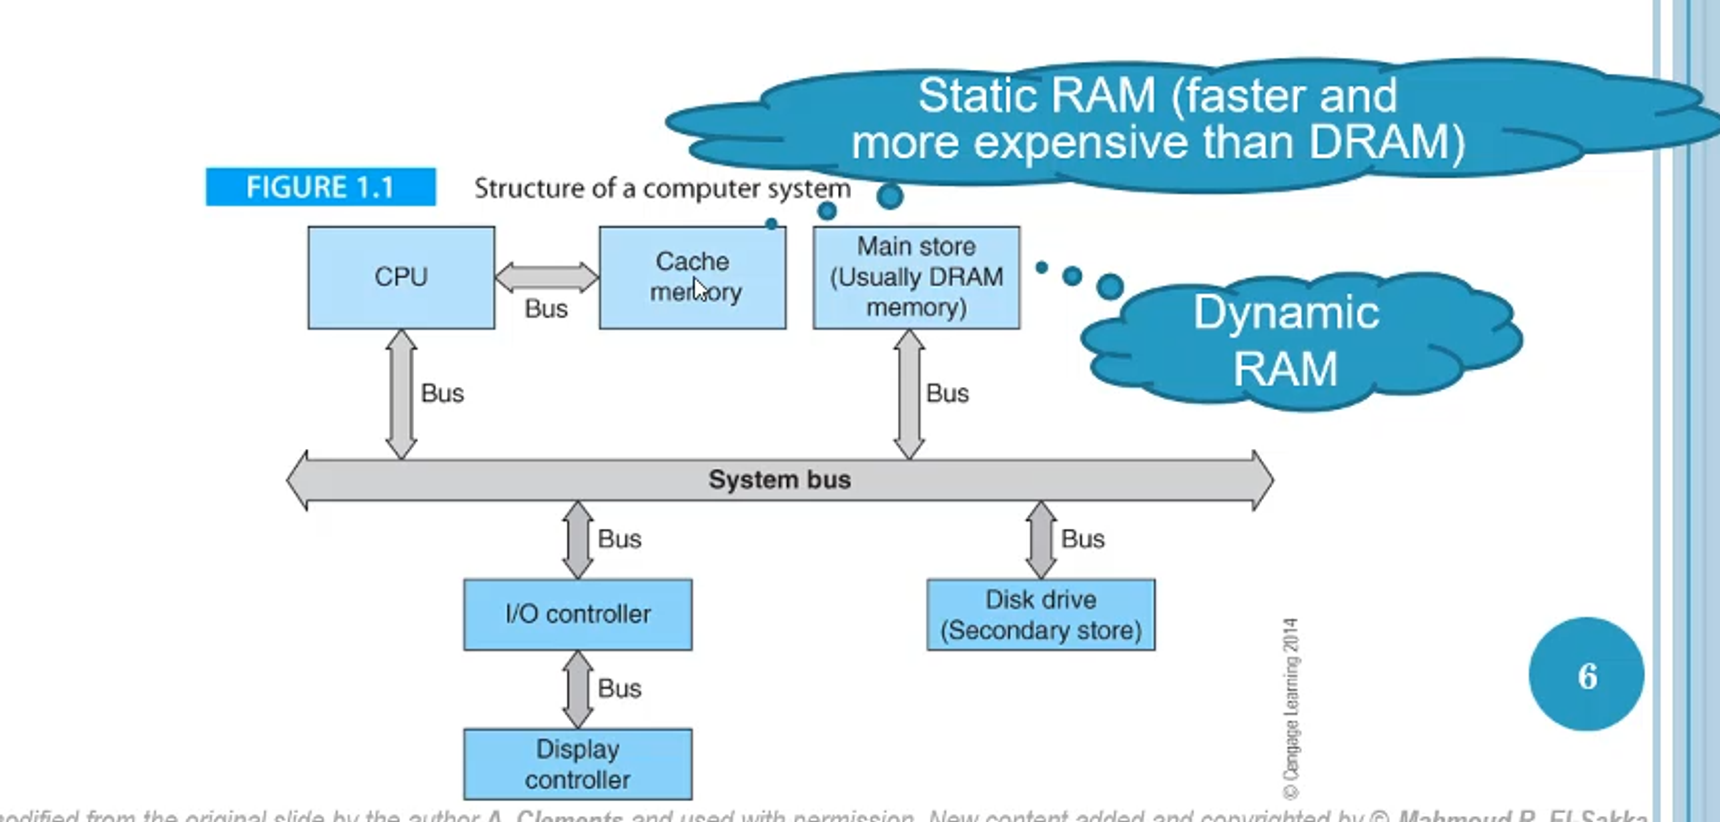 Static RAM (faster and
more expensive than DRAM)
FIGURE 1.1 Structure of a computer system
CPU
Bus
Cache
memory
Main store
(Usually DRAM
memory)
Dynamic
RAM
Bus
Bus
System bus
Bus
Bus
I/O controller
Disk drive
(Secondary store)
Bus
Display
controller
© Cengage Learning 2014
6
modified from the original slide by the author A. Clements and used with permission. New content added and copyrighted by © Mahmoud R. El-Sakka